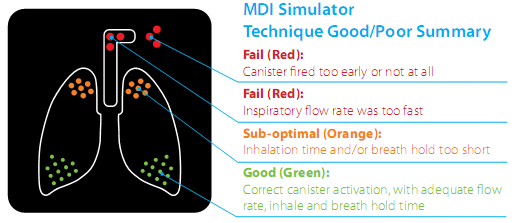 MDI Simulator
Technique Good/Poor Summary
Fail (Red):
Canister fired too early or not at all
Fail (Red):
Inspiratory flow rate was too fast
Sub-optimal (Orange):
Inhalation time and/or breath hold too short
Good (Green):
Correct canister activation, with adequate flow
rate, inhale and breath hold time